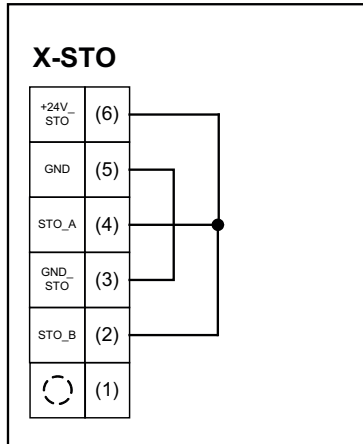 X-STO
+24V_
STO
(6)
GND
(5)
STO_A
(4)
GND_
STO
(3)
STO_B
(2)
(1)